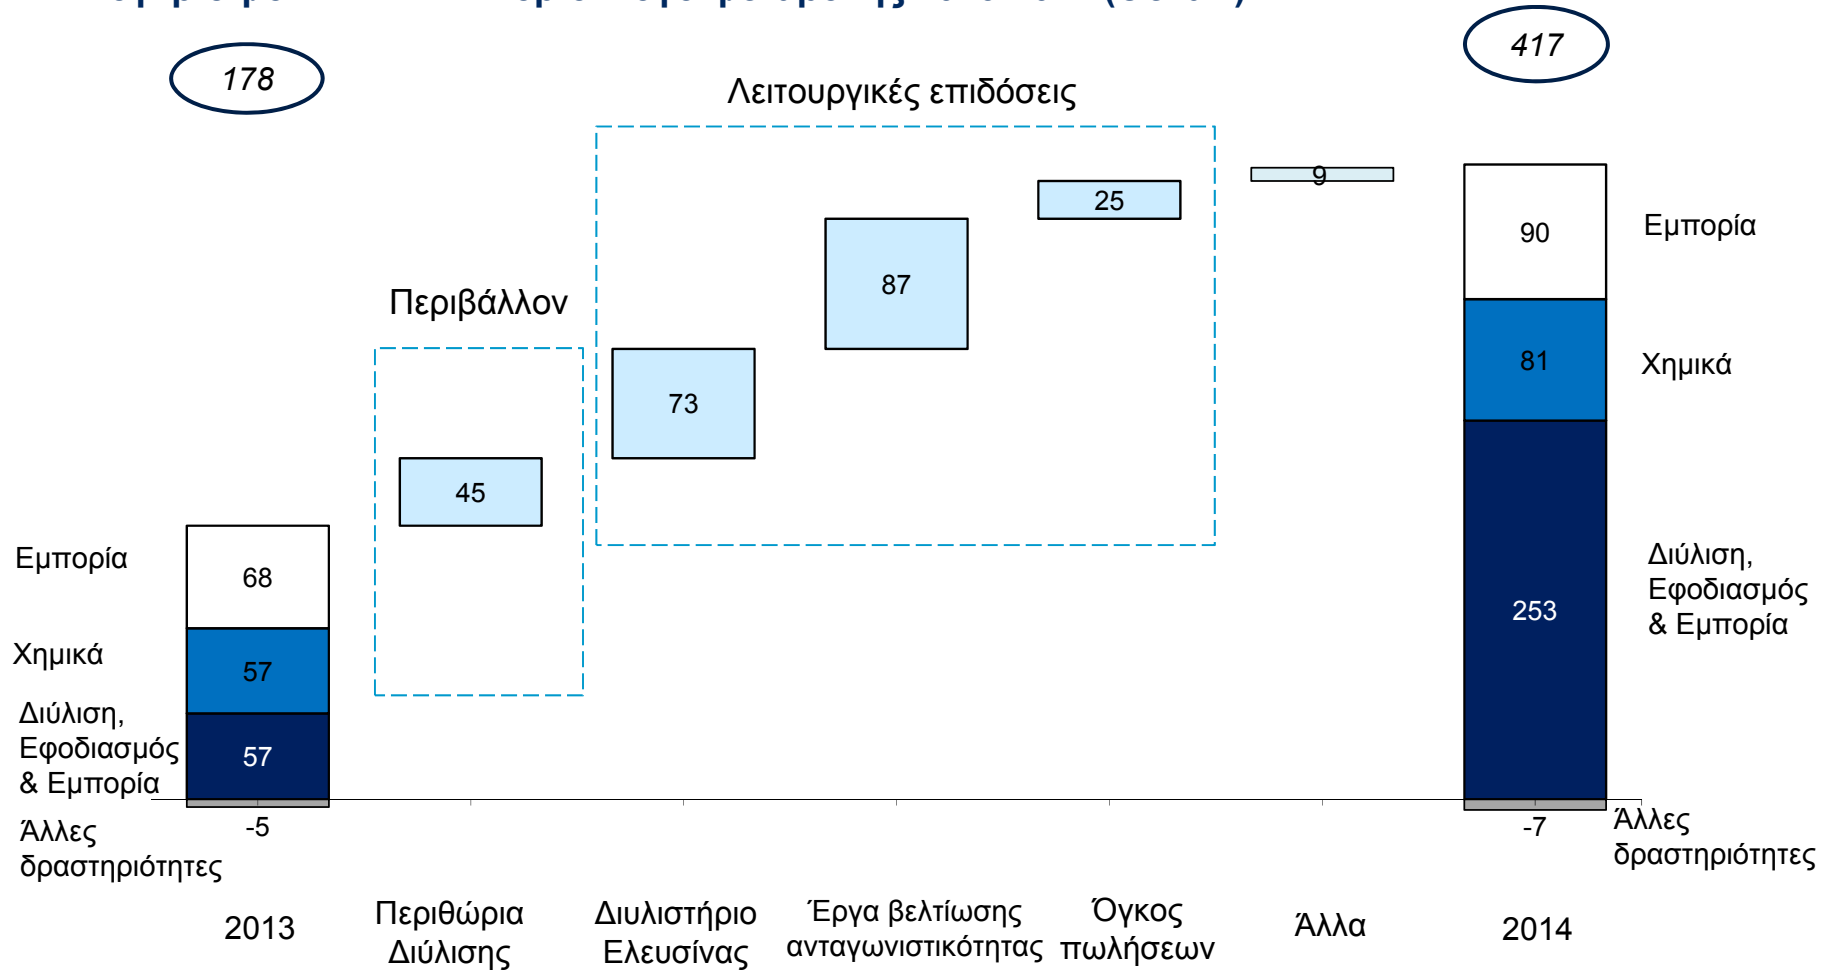 178
417
Λειτουργικές επιδόσεις
9
25
90
Εμπορία
87
Περιβάλλον
81
Χημικά
73
45
Εμπορία
68
Διύλιση,
Εφοδιασμός
& Εμπορία
253
Χημικά
57
Διύλιση,
Εφοδιασμός
& Εμπορία
57
-5
-7
Άλλες
δραστηριότητες
Άλλες
δραστηριότητες
2013
Περιθώρια
Διύλισης
Διυλιστήριο
Ελευσίνας
Έργα βελτίωσης
ανταγωνιστικότητας
Όγκος
πωλήσεων
Άλλα
2014